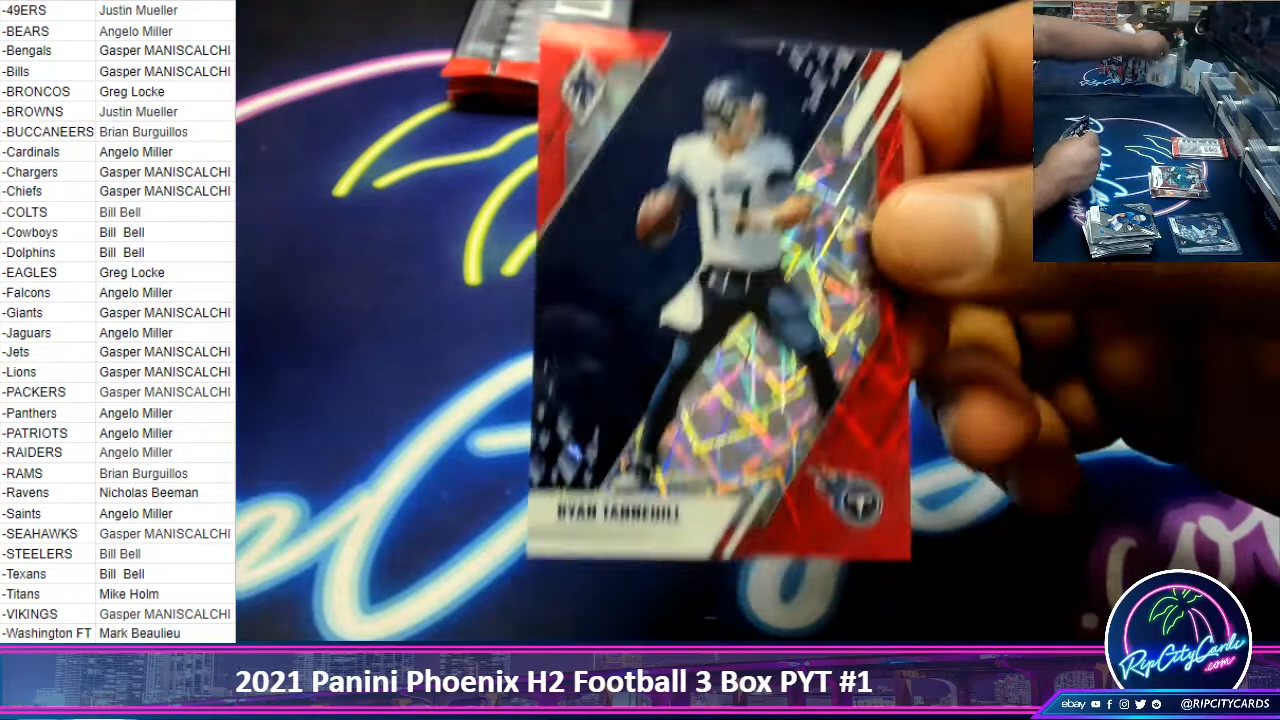 -49ERS Justin Mueller
-BEARS Angelo Miller
-Bengals Gasper MANISCALCHI
-Bills Gasper MANISCALCHI
-BRONCOS Greg Locke
-BROWNS Justin Mueller
-BUCCANEERS Brian Burguillos
-Cardinals Angelo Miller
-Chargers Gasper MANISCALCHI
-Chiefs Gasper MANISCALCHI
-COLTS Bill Bell
-Cowboys Bill Bell
-Dolphins Bill Bell
-EAGLES Greg Locke
-Falcons Angelo Miller
-Giants Gasper MANISCALCHI
-Jaguars Angelo Miller
-Jets Gasper MANISCALCHI
-Lions Gasper MANISCALCHI
-PACKERS Gasper MANISCALCHI
-Panthers Angelo Miller
-PATRIOTS Angelo Miller
-RAIDERS Angelo Miller
-RAMS Brian Burguillos
-Ravens Nicholas Beeman
-Saints Angelo Miller
-SEAHAWKS Gasper MANISCALCHI
-STEELERS Bill Bell
-Texans Bill Bell
-Titans Mike Holm
-VIKINGS Gasper MANISCALCHI
-Washington FT Mark Beaulieu
17
RYAN TANNEHILL
2021 Panini Phoenix H2 Football 3 Box PYT #1
RipCityCards
.com
ebay @RIPCITYCARDS